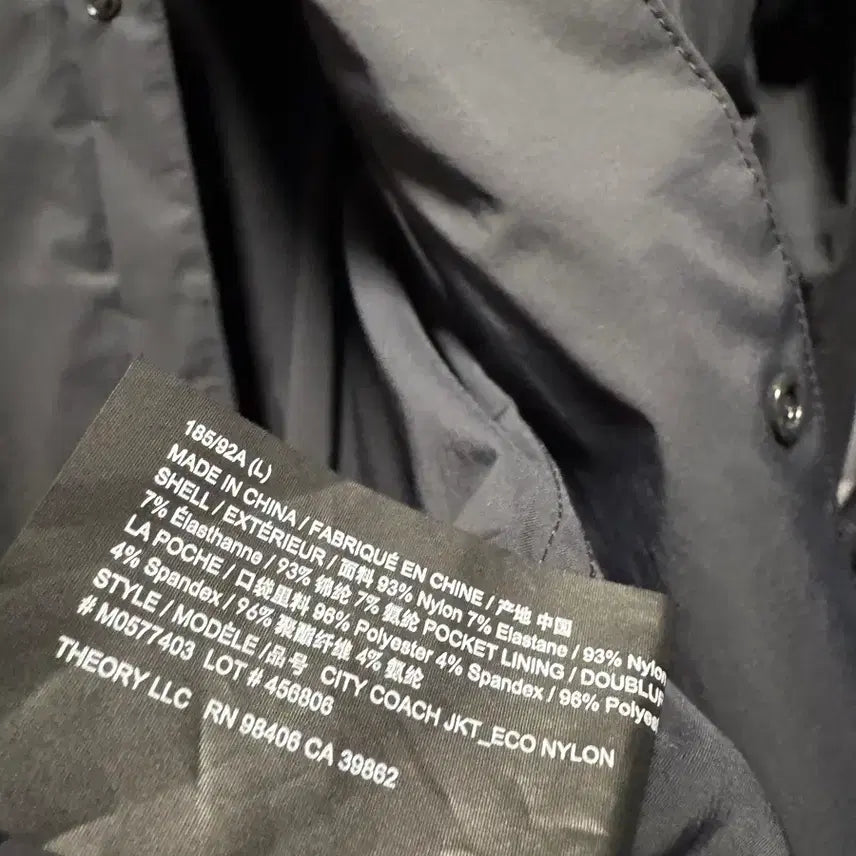 185/92A (L)
MADE IN CHINA / FABRIQUÉ EN CHINE / 产地 中国
SHELL / EXTÉRIEUR / 面料 93% Nylon 7% Elastane / 93% Nylon
7% Élasthanne / 93% 锦纶 7% 氨纶 POCKET LINING / DOUBLUR
LA POCHE / 口袋里料 96% Polyester 4% Spandex / 96% Polyes
4% Spandex / 96% 聚酯纤维 4% 氨纶
STYLE / MODÈLE / 品号 CITY COACH JKT_ECO NYLON
# M0577403 LOT # 456806
THEORY LLC RN 98406 CA 39862